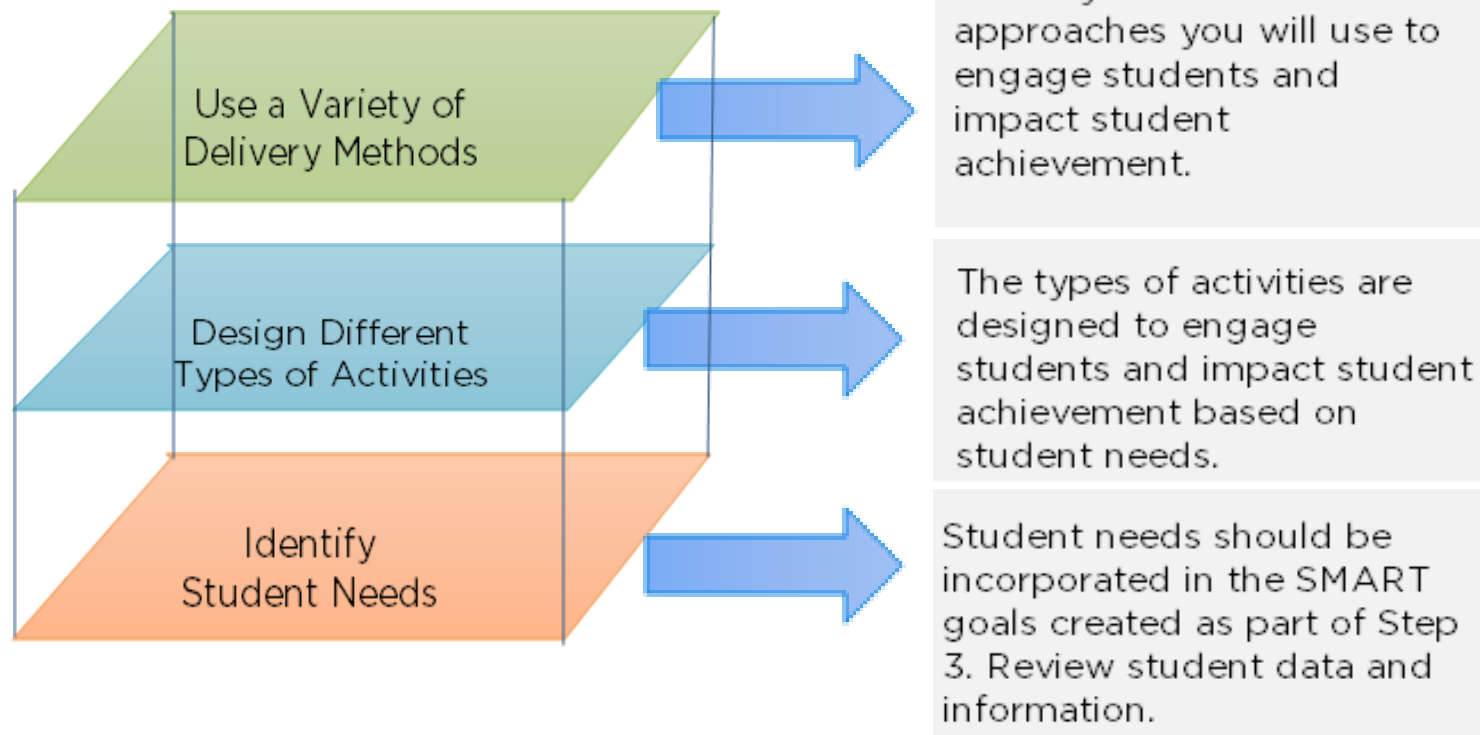 Use a Variety of
Delivery Methods
approaches you will use to
engage students and
impact student
achievement.
Design Different
Types of Activities
The types of activities are
designed to engage
students and impact student
achievement based on
student needs.
Identify
Student Needs
Student needs should be
incorporated in the SMART
goals created as part of Step
3. Review student data and
information.